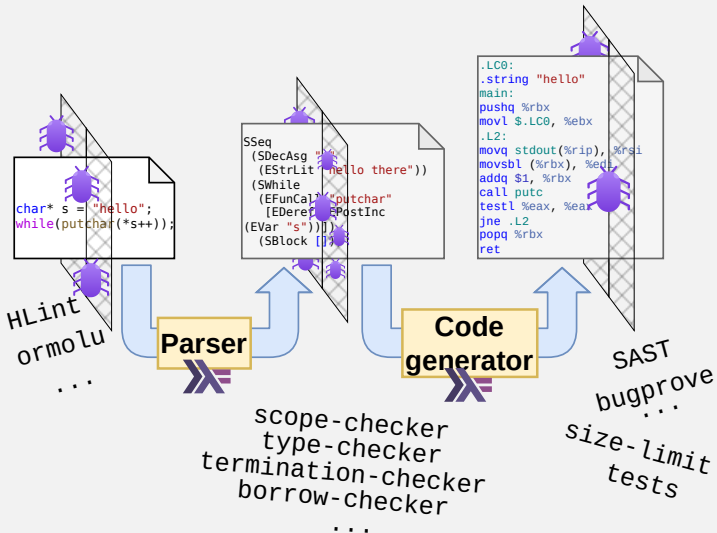 char* s = "hello";
while(putchar(*s++));
HLint
ormolu
...
Parser
SSeq
(SDecAsg "
(EStrLit "hello there"))
(SWhile
(EFunCal "putchar"
[EDeref EPostInc
(EVar "s"))])
(SBlock [])
scope-checker
type-checker
termination-checker
borrow-checker
...
Code
generator
.LC0:
.string "hello"
main:
pushq %rbx
movl $.LC0, %ebx
.L2:
movq stdout(%rip), %rsi
movsbl (%rbx), %edi
addq $1, %rbx
call putc
testl %eax, %eax
jne .L2
popq %rbx
ret
SAST
bugprove
...
size-limit
tests